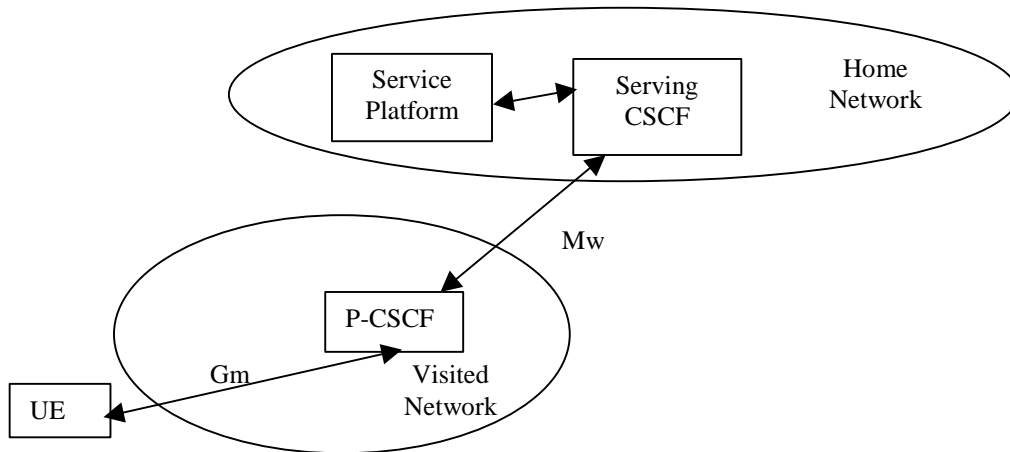 Service
Platform
Serving
CSCF
Home
Network
Mw
P-CSCF
Gm
Visited
Network
UE